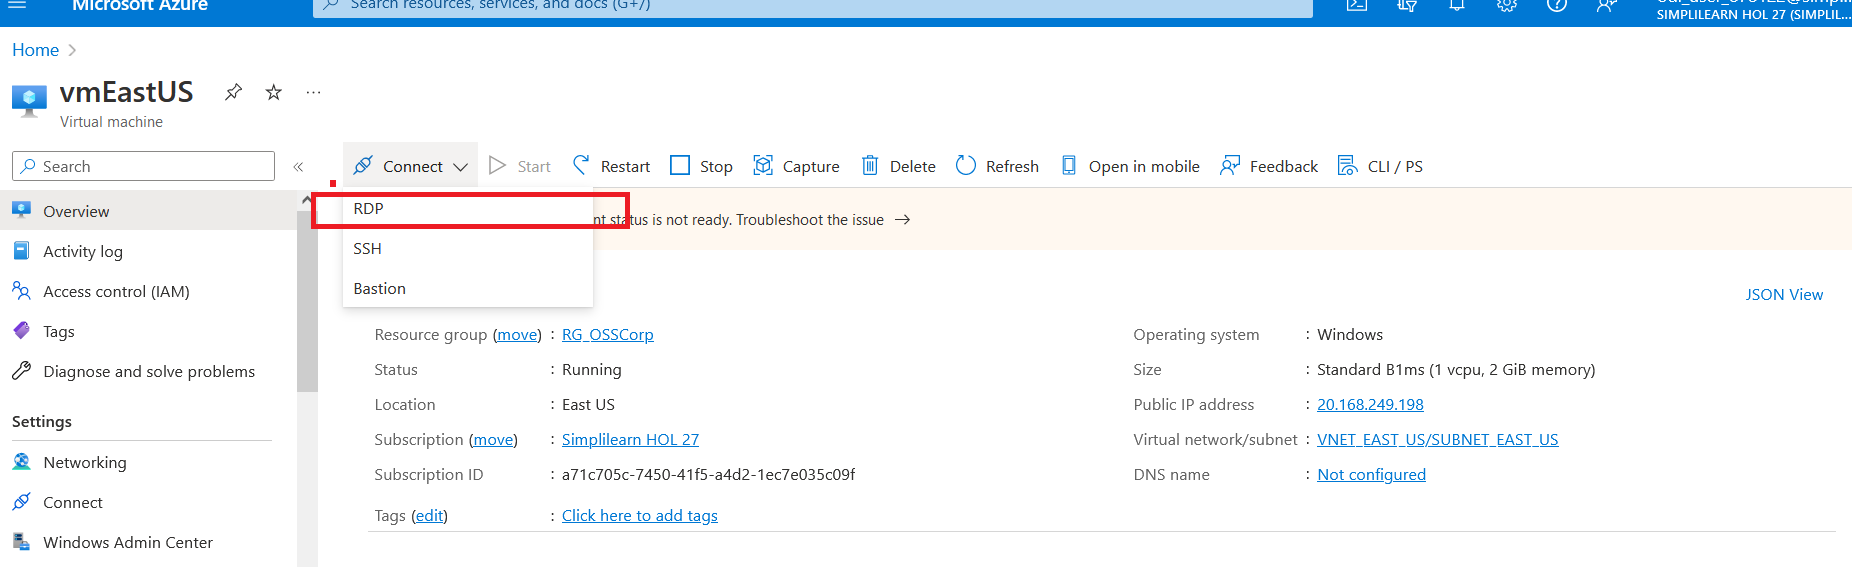 Microsoft Azure
Search resources, services, and docs (G+/)
SIMPLILEARN HOL 27 (SIMPLIL...
Home
vmEastUS
Virtual machine
Search
Connect
Start
Restart
Stop
Capture
Delete
Refresh
Open in mobile
Feedback
CLI / PS
RDP
SSH
Bastion
status is not ready. Troubleshoot the issue
Overview
Activity log
Access control (IAM)
Tags
Diagnose and solve problems
Settings
Networking
Connect
Windows Admin Center
JSON View
Resource group (move) : RG_OSSCorp
Status : Running
Location : East US
Subscription (move) : Simplilearn HOL 27
Subscription ID : a71c705c-7450-41f5-a4d2-1ec7e035c09f
Tags (edit) : Click here to add tags
Operating system : Windows
Size : Standard B1ms (1 vcpu, 2 GiB memory)
Public IP address : 20.168.249.198
Virtual network/subnet : VNET_EAST_US/SUBNET_EAST_US
DNS name : Not configured